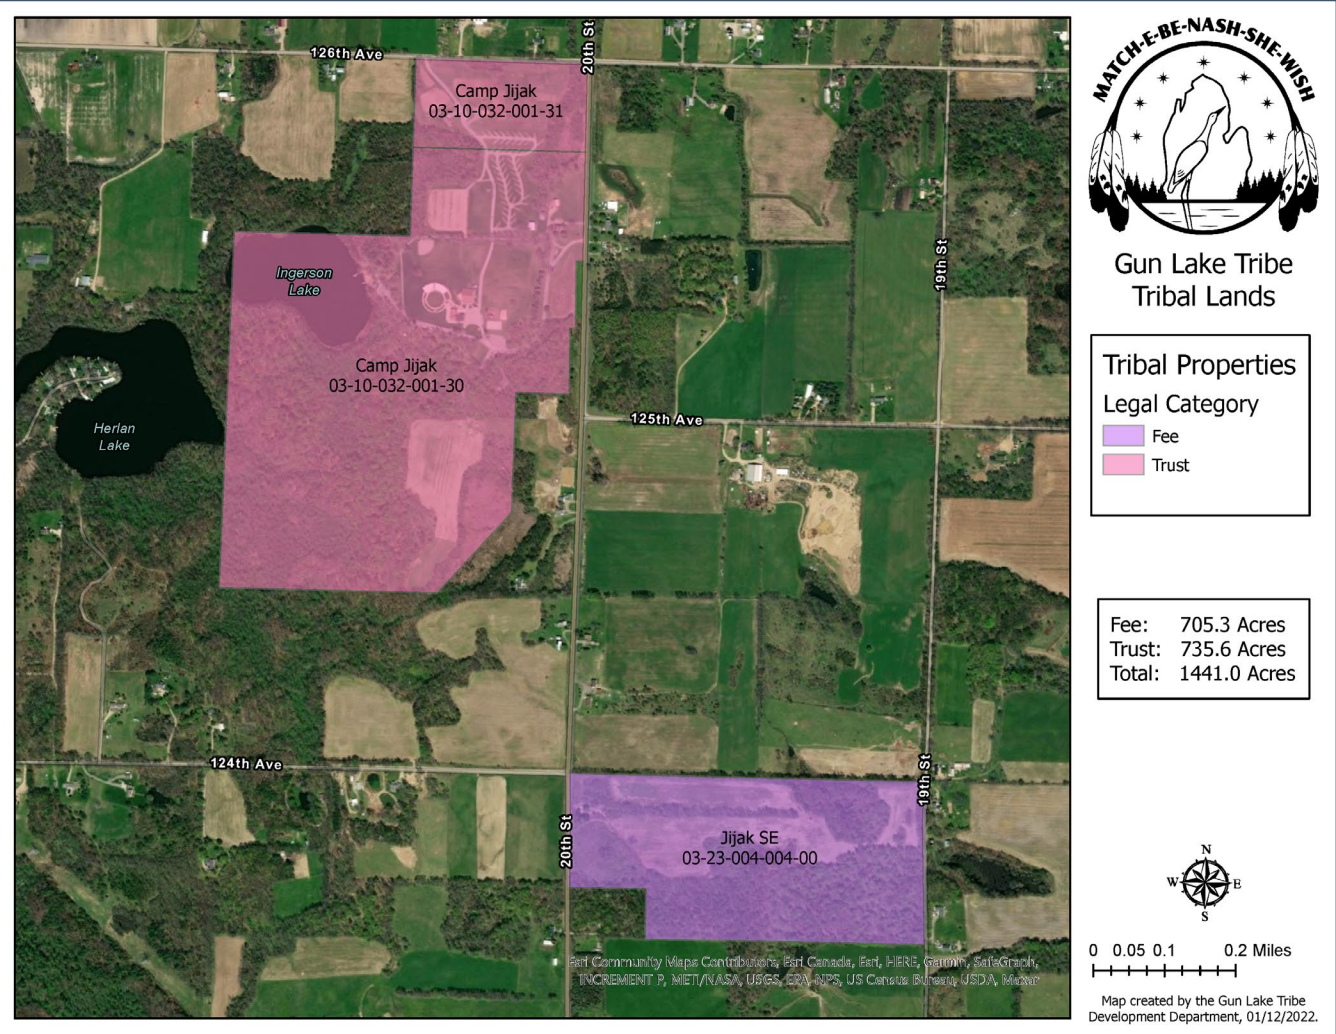 126th Ave
20th St
Camp Jijak
03-10-032-001-31
Ingerson
Lake
19th St
Camp Jijak
03-10-032-001-30
Herlan
Lake
125th Ave
124th Ave
19th St
20th St
Jijak SE
03-23-004-004-00
Esri Community Maps Contributors, Esri Canada, Esri, HERE, Garmin, SafeGraph,
INCREMENT P, METI/NASA, USGS, EPA, NPS, US Census Bureau, USDA, Maxar
MATCH-E-BE-NASH-SHE-WISH
Gun Lake Tribe
Tribal Lands
Tribal Properties
Legal Category
Fee
Trust
Fee: 705.3 Acres
Trust: 735.6 Acres
Total: 1441.0 Acres
N
W E
S
0 0.05 0.1 0.2 Miles
Map created by the Gun Lake Tribe
Development Department, 01/12/2022.